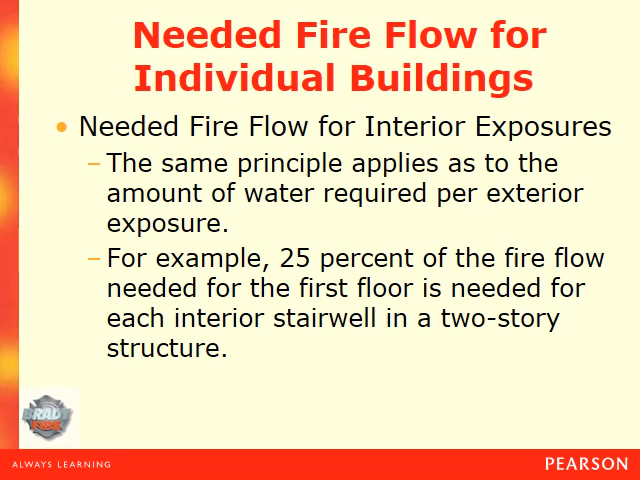 Needed Fire Flow for
Individual Buildings
• Needed Fire Flow for Interior Exposures
– The same principle applies as to the
amount of water required per exterior
exposure.
– For example, 25 percent of the fire flow
needed for the first floor is needed for
each interior stairwell in a two-story
structure.
BRADY
FIRE
ALWAYS LEARNING
PEARSON